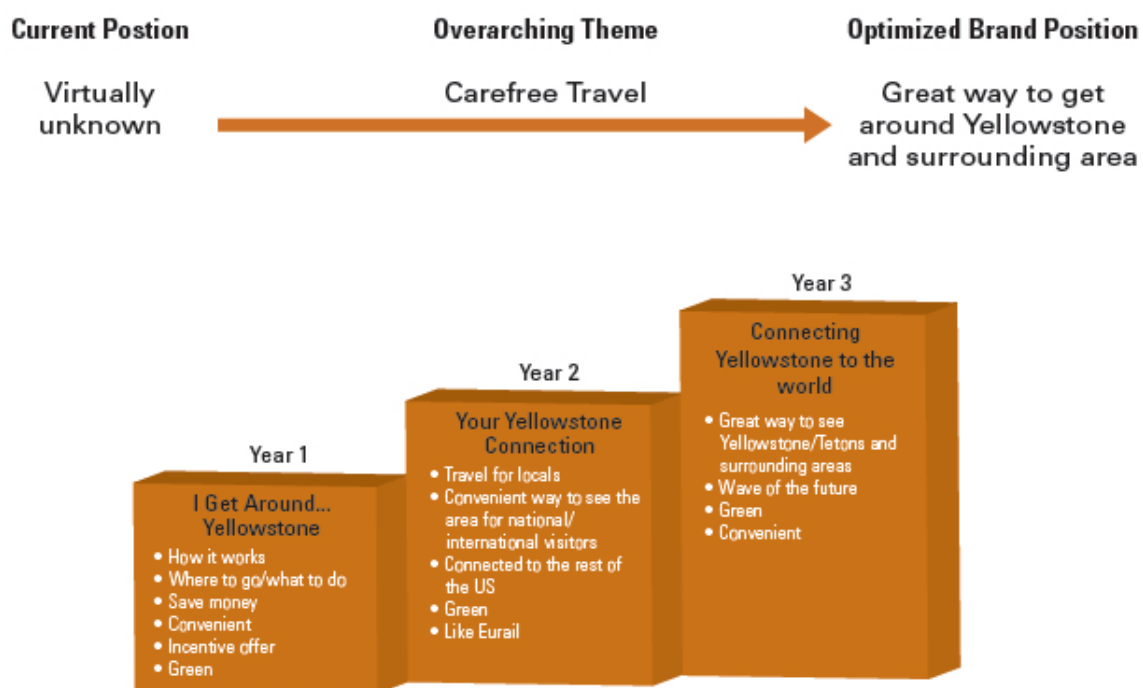 Current Postion
Overarching Theme
Optimized Brand Position
Virtually
unknown
Carefree Travel
Great way to get
around Yellowstone
and surrounding area
Year 1
I Get Around...
Yellowstone
• How it works
• Where to go/what to do
• Save money
• Convenient
• Incentive offer
• Green
Year 2
Your Yellowstone
Connection
• Travel for locals
• Convenient way to see the
area for national/
international visitors
• Connected to the rest of
the US
• Green
• Like Eurail
Year 3
Connecting
Yellowstone to the
world
• Great way to see
Yellowstone/Tetons and
surrounding areas
• Wave of the future
• Green
• Convenient